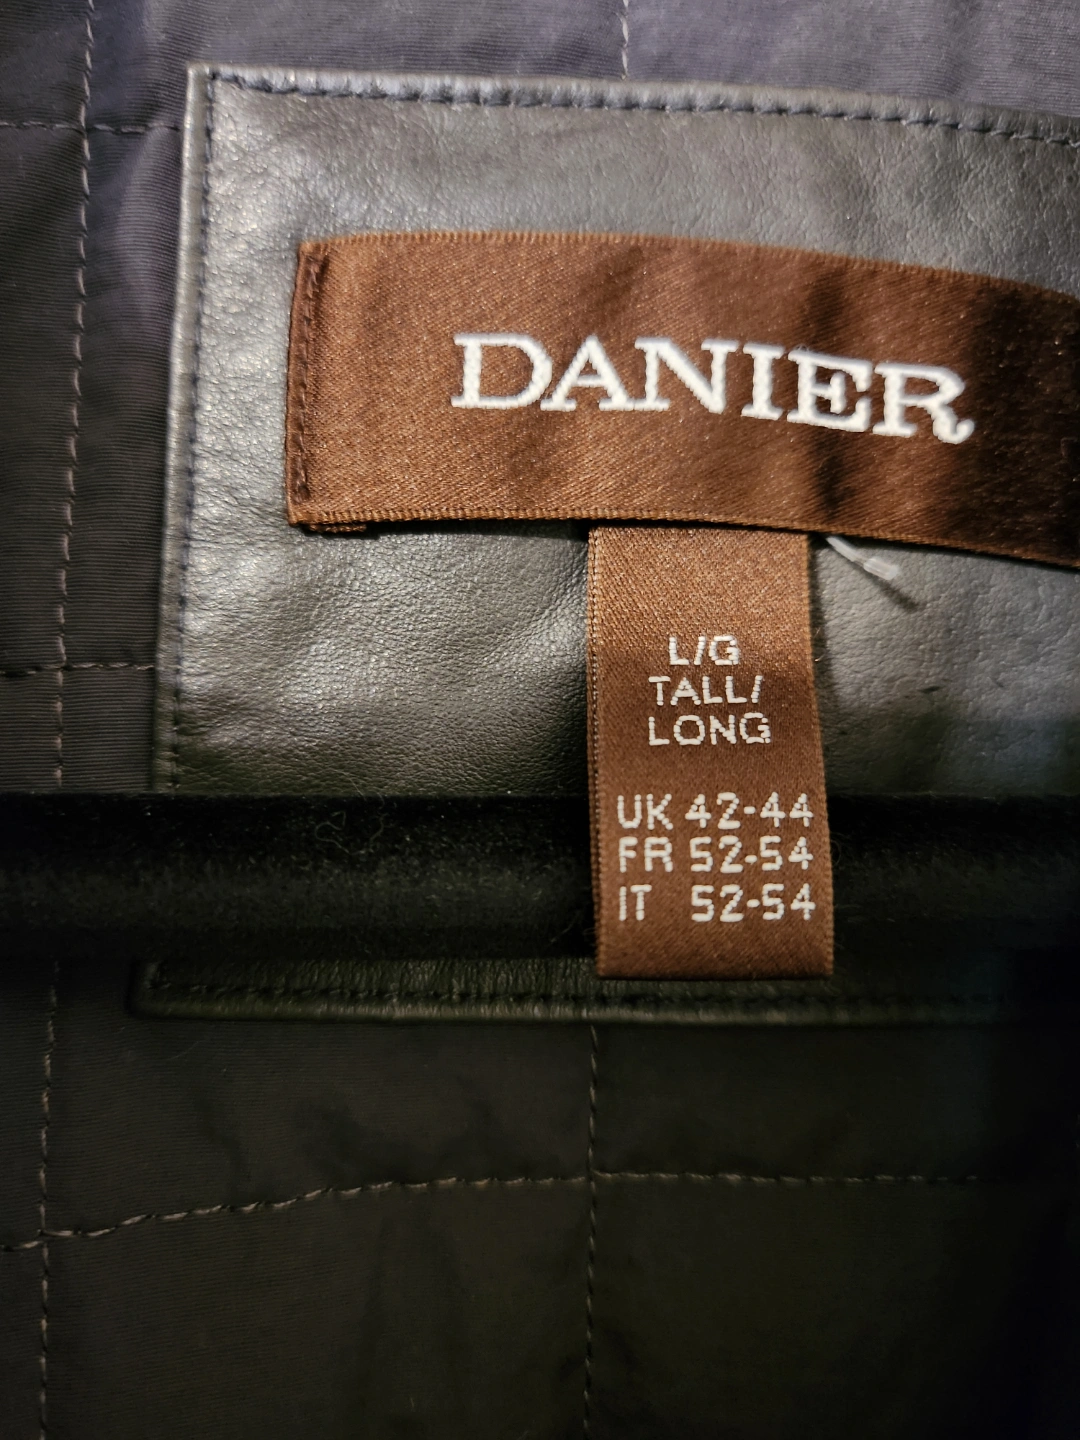 DANIER
L/G
TALL/
LONG
UK 42-44
FR 52-54
IT 52-54